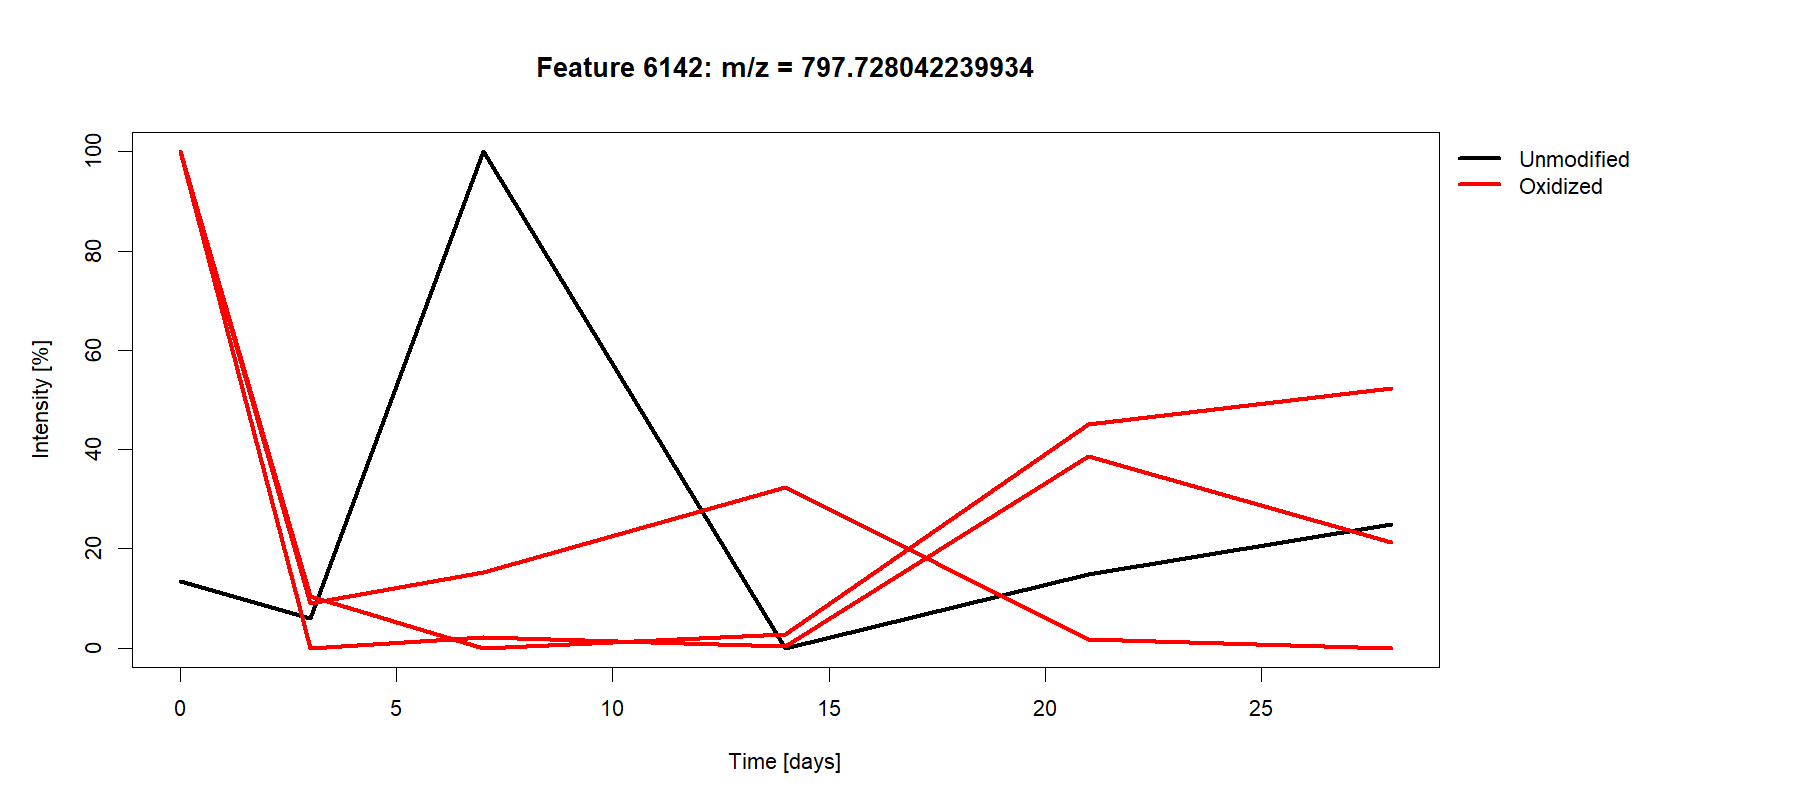 Feature 6142: m/z = 797.728042239934
Unmodified
Oxidized
Intensity [%]
100
80
60
40
20
0
0 5 10 15 20 25
Time [days]